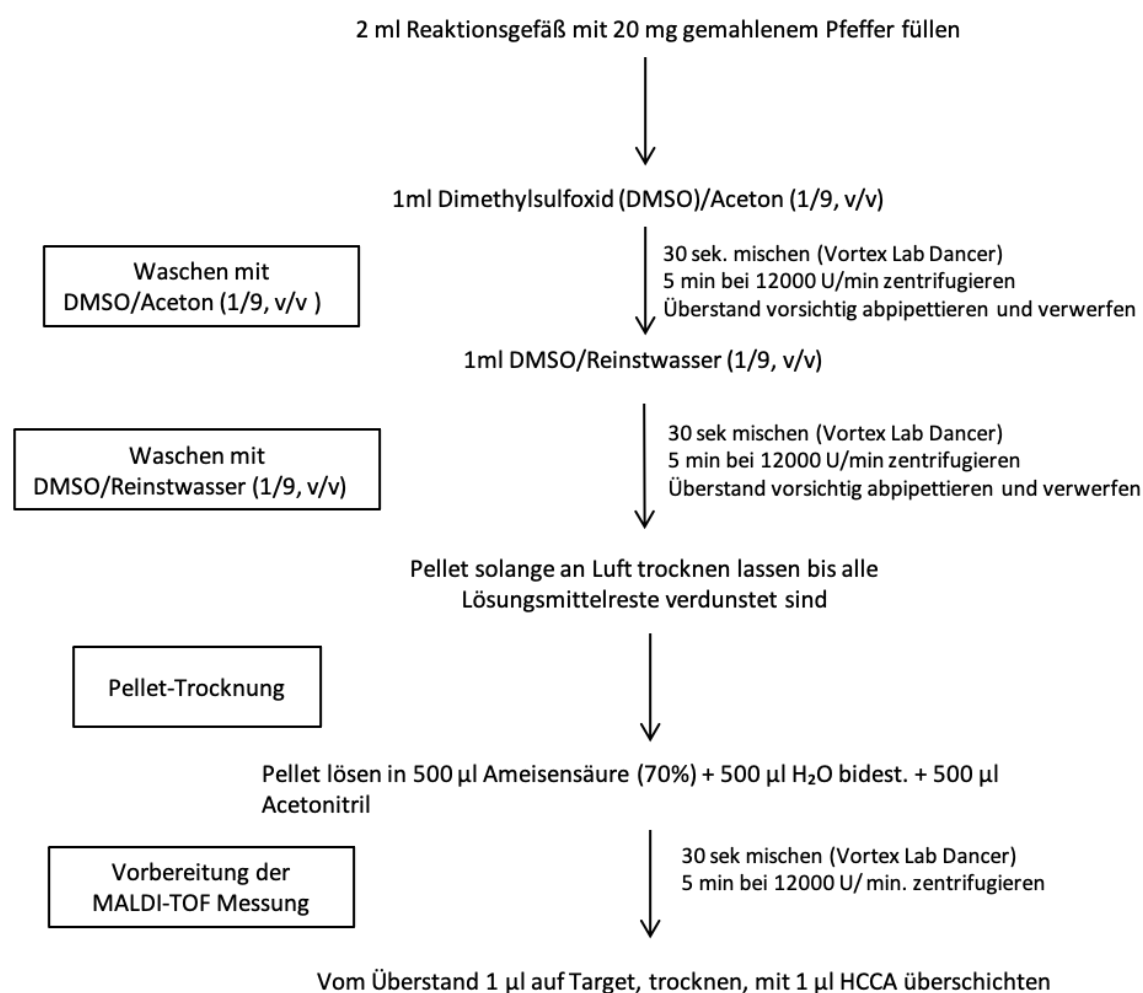 2 ml Reaktionsgefäß mit 20 mg gemahlenem Pfeffer füllen
1ml Dimethylsulfoxid (DMSO)/Aceton (1/9, v/v)
Waschen mit
DMSO/Aceton (1/9, v/v )
30 sek. mischen (Vortex Lab Dancer)
5 min bei 12000 U/min zentrifugieren
Überstand vorsichtig abpipettieren und verwerfen
1ml DMSO/Reinstwasser (1/9, v/v)
Waschen mit
DMSO/Reinstwasser (1/9, v/v)
30 sek mischen (Vortex Lab Dancer)
5 min bei 12000 U/min zentrifugieren
Überstand vorsichtig abpipettieren und verwerfen
Pellet solange an Luft trocknen lassen bis alle
Lösungsmittelreste verdunstet sind
Pellet-Trocknung
Pellet lösen in 500 µl Ameisensäure (70%) + 500 µl H₂O bidest. + 500 µl
Acetonitril
Vorbereitung der
MALDI-TOF Messung
30 sek mischen (Vortex Lab Dancer)
5 min bei 12000 U/ min. zentrifugieren
Vom Überstand 1 µl auf Target, trocknen, mit 1 µl HCCA überschichten